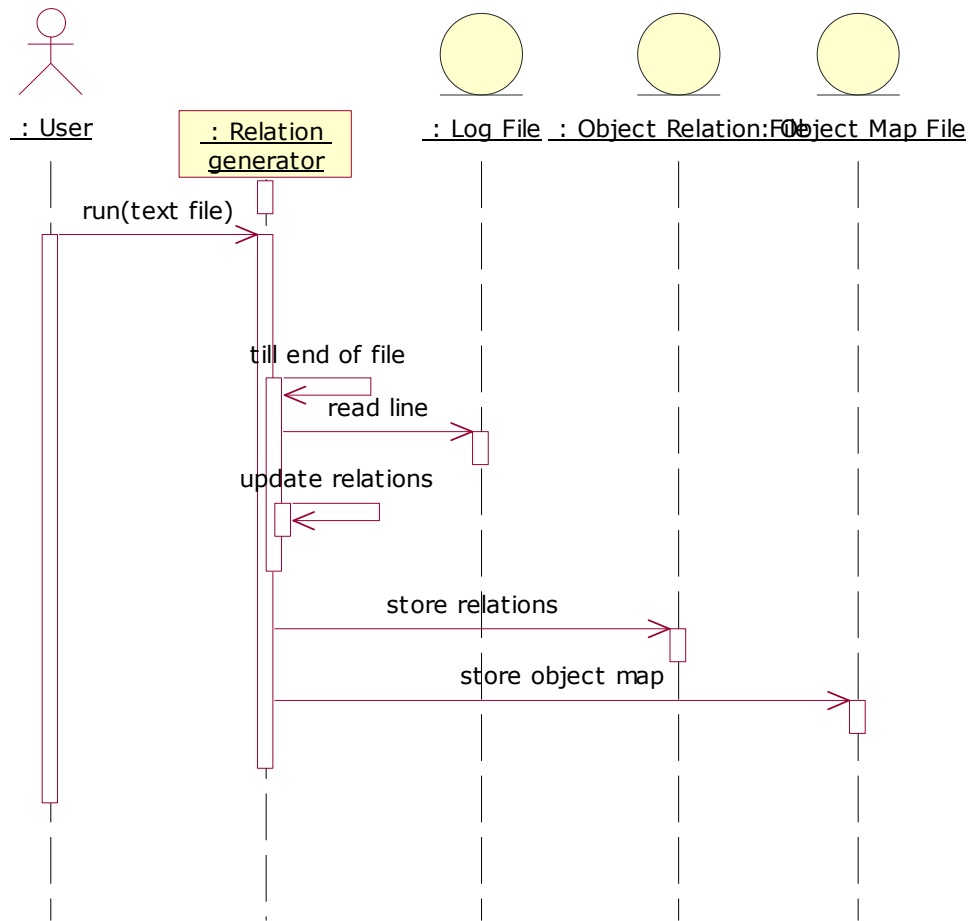 : User
: Relation
generator
: Log File
: Object Relation File
: Object Map File
run(text file)
till end of file
read line
update relations
store relations
store object map